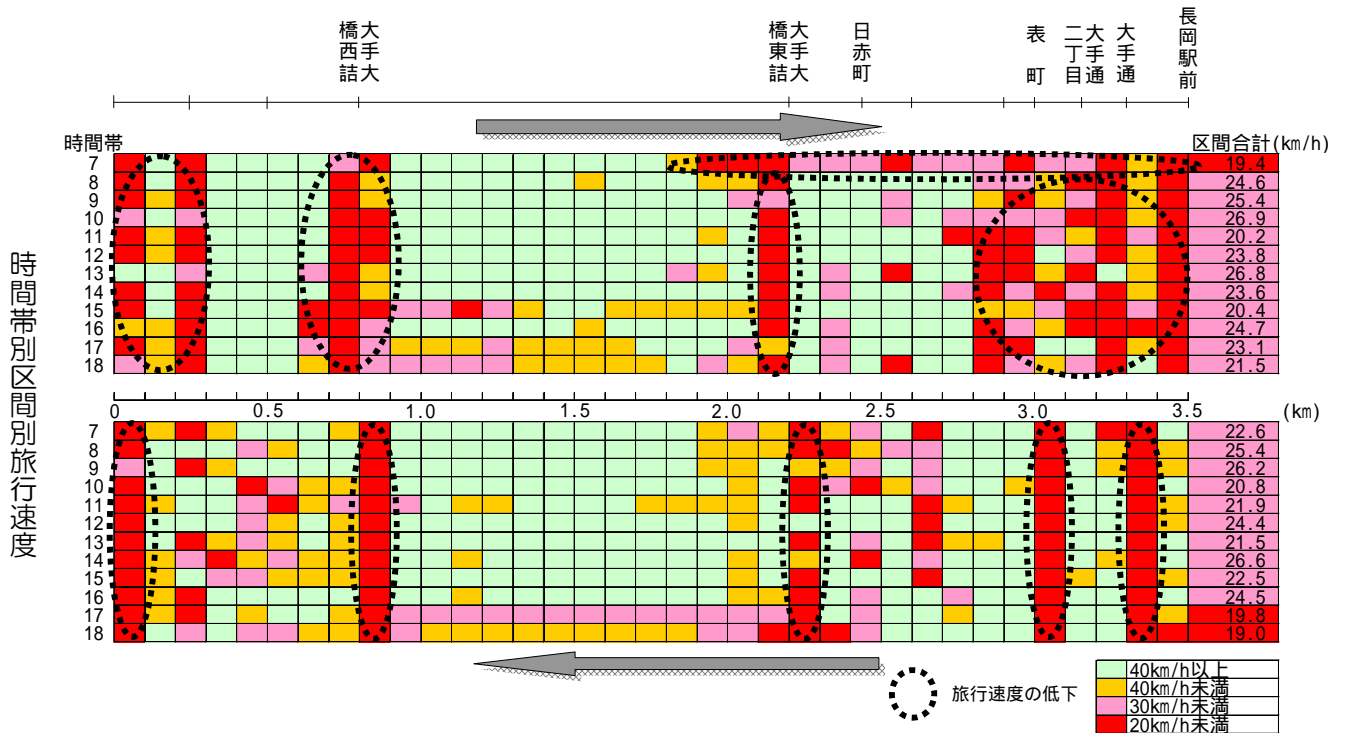 大手大
橋西詰
大手大
橋東詰
日赤町
表町
大手通
二丁目
大手通
長岡駅前
時間帯
区間合計(km/h)
7 19.4
8 24.6
9 25.4
10 26.9
11 20.2
12 23.8
13 26.8
14 23.6
15 20.4
16 24.7
17 23.1
18 21.5
時間帯別区間別旅行速度
0 0.5 1.0 1.5 2.0 2.5 3.0 3.5 (km)
7 22.6
8 25.4
9 26.2
10 20.8
11 21.9
12 24.4
13 21.5
14 26.6
15 22.5
16 24.5
17 19.8
18 19.0
旅行速度の低下
40km/h以上
40km/h未満
30km/h未満
20km/h未満